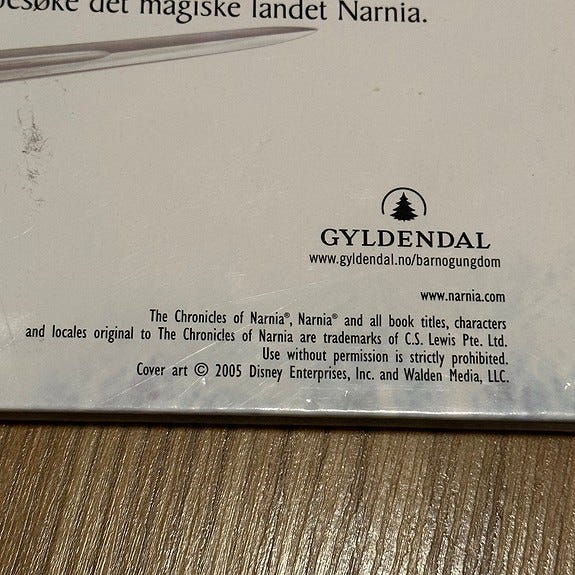 besøke det magiske landet Narnia.
GYLDENDAL
www.gyldendal.no/barnogungdom
www.narnia.com
The Chronicles of Narnia®, Narnia® and all book titles, characters
and locales original to The Chronicles of Narnia are trademarks of C.S. Lewis Pte. Ltd.
Use without permission is strictly prohibited.
Cover art © 2005 Disney Enterprises, Inc. and Walden Media, LLC.